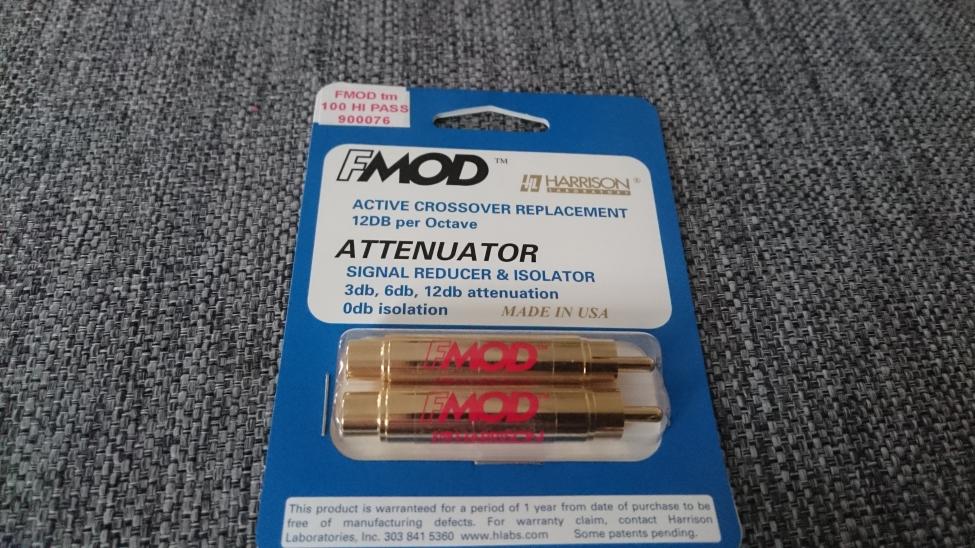 FMOD tm
100 HI PASS
900076
FMOD™
HARRISON®
LABORATORIES
ACTIVE CROSSOVER REPLACEMENT
12DB per Octave
ATTENUATOR
SIGNAL REDUCER & ISOLATOR
3db, 6db, 12db attenuation
0db isolation MADE IN USA
FMOD
FMOD
This product is warranteed for a period of 1 year from date of purchase to be
free of manufacturing defects. For warranty claim, contact Harrison
Laboratories, Inc. 303 841 5360 www.hlabs.com Some patents pending.